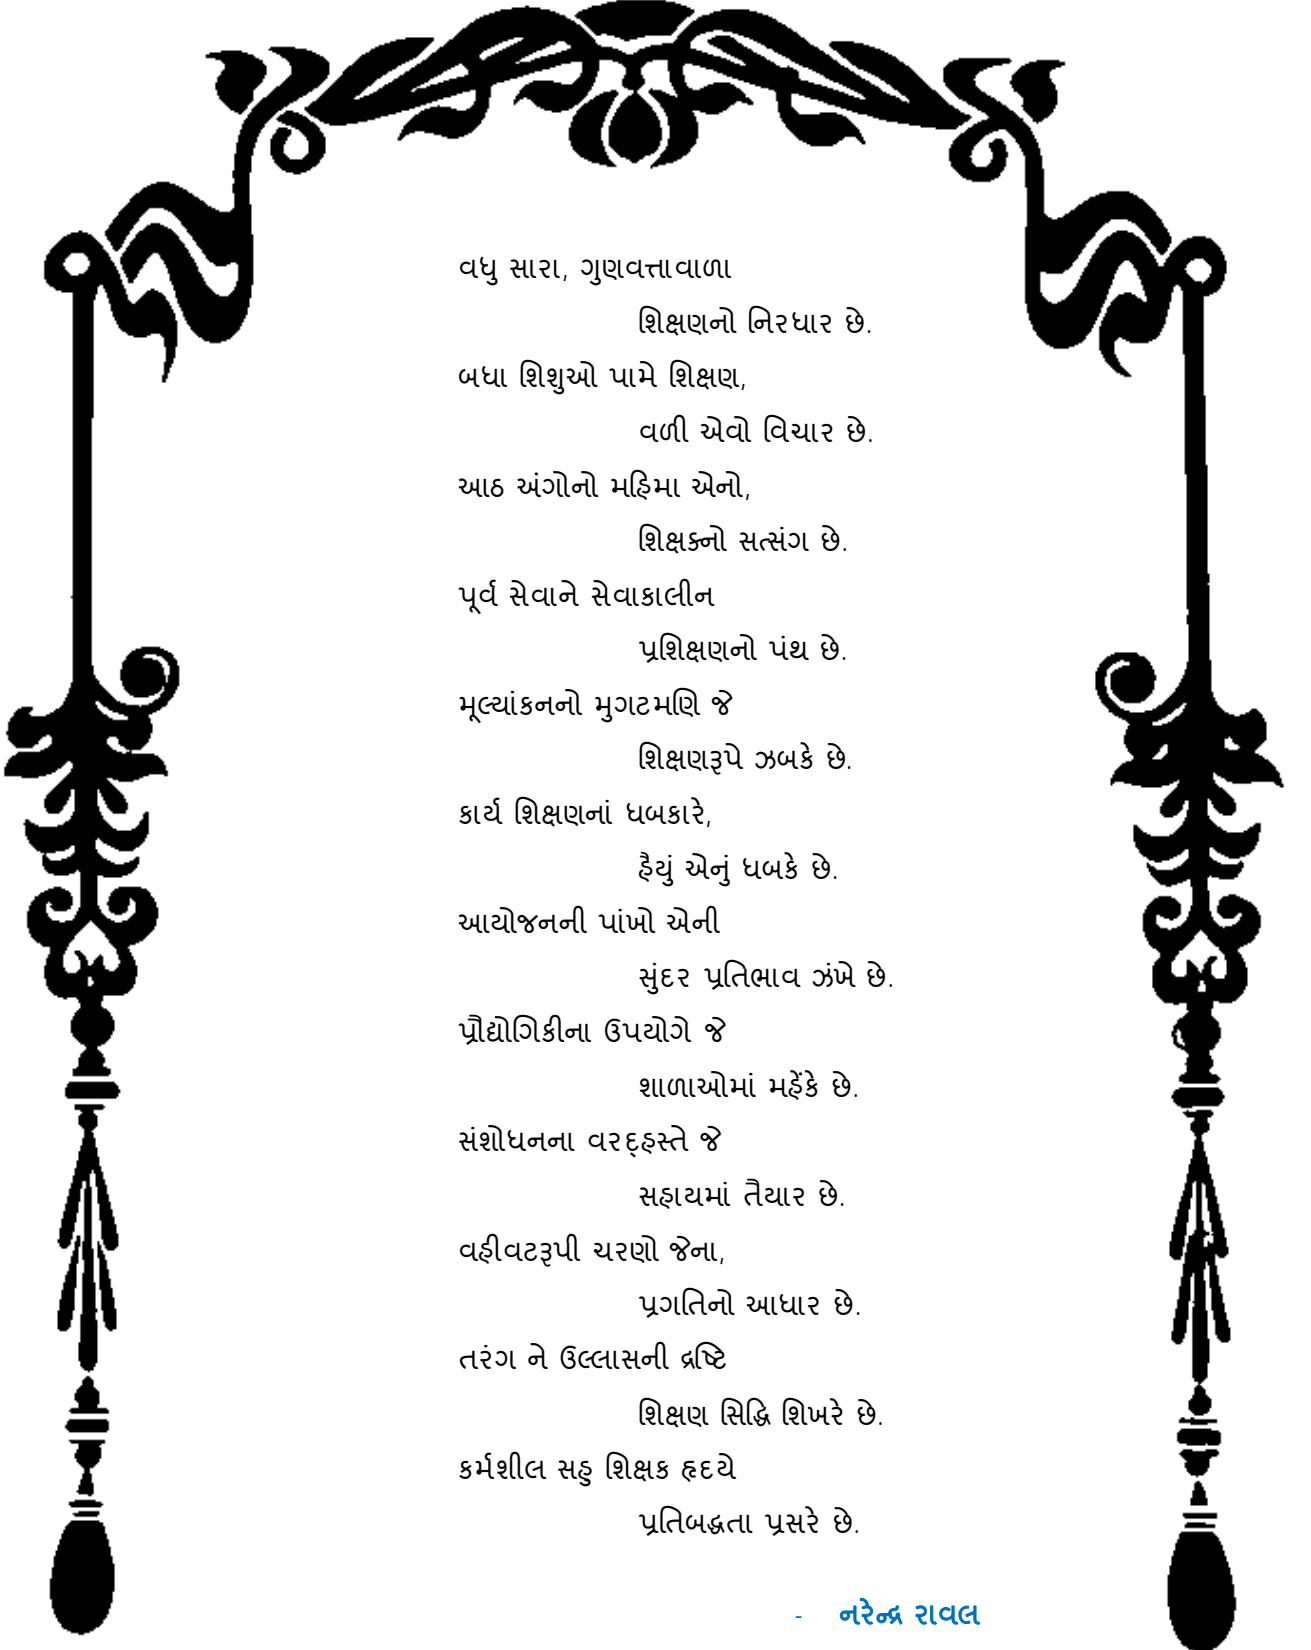 વધુ સારા, ગુણવત્તાવાળા
શિક્ષણનો નિરધાર છે.
બધા શિશુઓ પામે શિક્ષણ,
વળી એવો વિચાર છે.
આઠ અંગોનો મહિમા એનો,
શિક્ષક્નો સત્સંગ છે.
પૂર્વ સેવાને સેવાકાલીન
પ્રશિક્ષણનો પંથ છે.
મૂલ્યાંકનનો મુગટમણિ જે
શિક્ષણરૂપે ઝબકે છે.
કાર્ય શિક્ષણનાં ધબકારે,
હૈયું એનું ધબકે છે.
આયોજનની પાંખો એની
સુંદર પ્રતિભાવ ઝંખે છે.
પ્રૌદ્યોગિકીના ઉપયોગે જે
શાળાઓમાં મહેંકે છે.
સંશોધનના વરદ્હસ્તે જે
સહાયમાં તૈયાર છે.
વહીવટરૂપી ચરણો જેના,
પ્રગતિનો આધાર છે.
તરંગ ને ઉલ્લાસની દ્રષ્ટિ
શિક્ષણ સિદ્ધિ શિખરે છે.
કર્મશીલ સહુ શિક્ષક હૃદયે
પ્રતિબદ્ધતા પ્રસરે છે.
- નરેન્દ્ર રાવલ